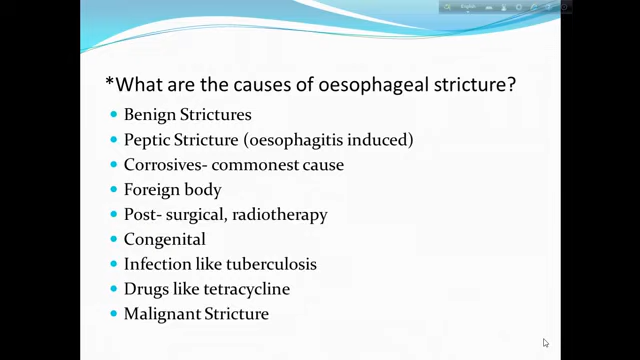 *What are the causes of oesophageal stricture?
Benign Strictures
Peptic Stricture (oesophagitis induced)
Corrosives- commonest cause
Foreign body
Post- surgical, radiotherapy
Congenital
Infection like tuberculosis
Drugs like tetracycline
Malignant Stricture